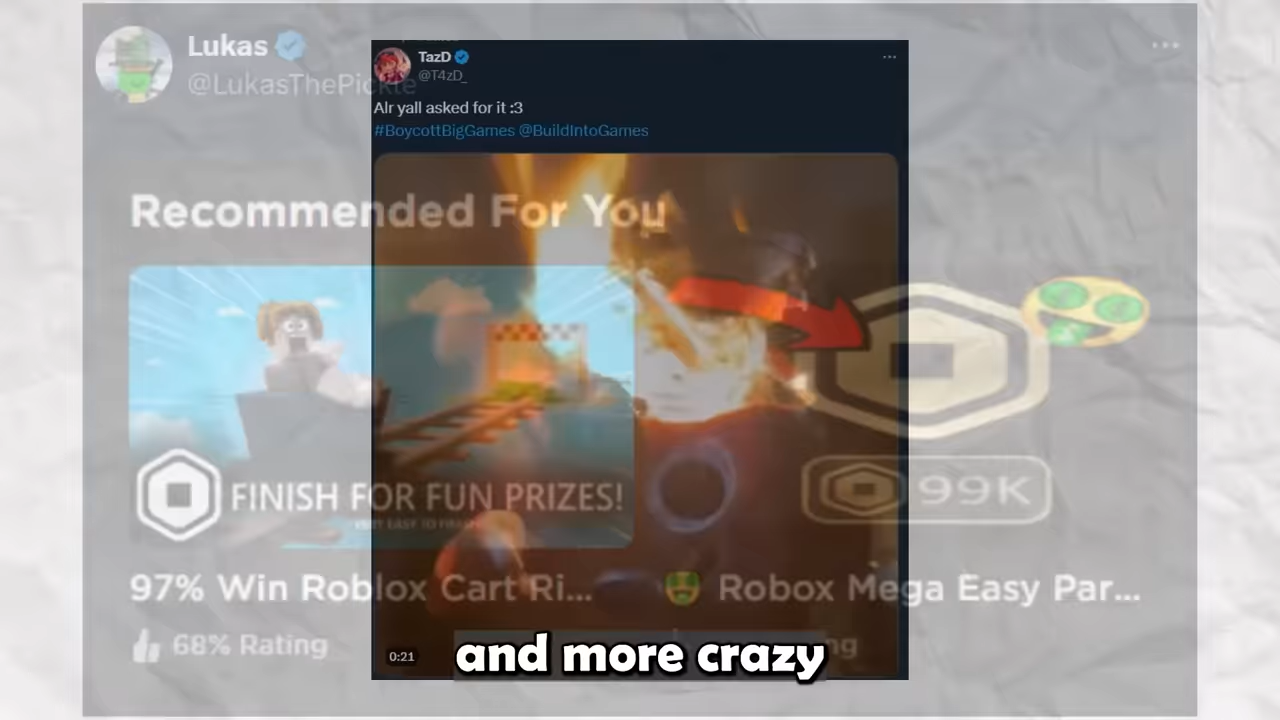 Lukas
@LukasThePickle
TazD
@T4zD_
Alr yall asked for it :3
#BoycottBigGames @BuildIntoGames
Recommended For You
FINISH FOR FUN PRIZES!
99K
97% Win Roblox Cart Ri...
Robox Mega Easy Par...
68% Rating
0:21
and more crazy